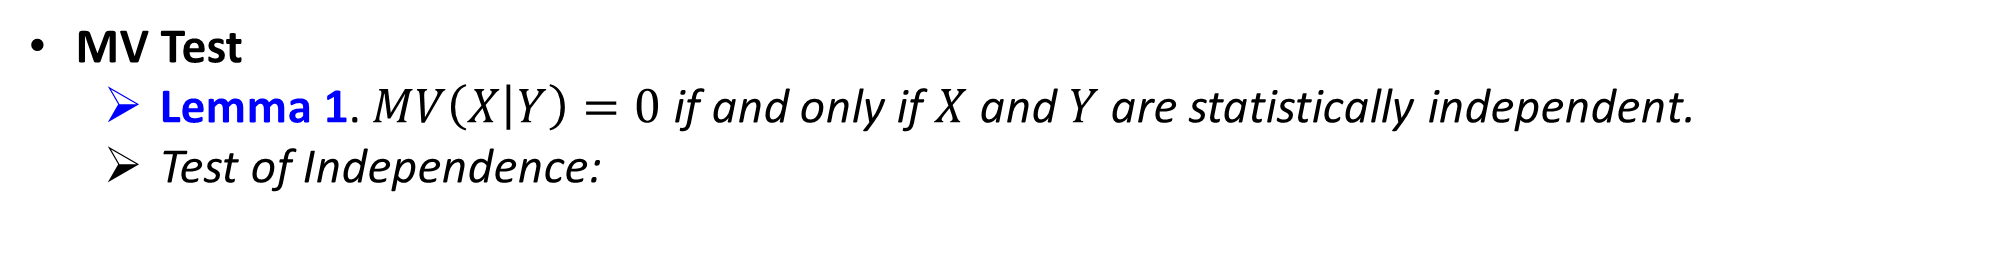 • MV Test
➢ Lemma 1. 𝑀𝑉(𝑋|𝑌) = 0 if and only if 𝑋 and 𝑌 are statistically independent.
➢ Test of Independence: